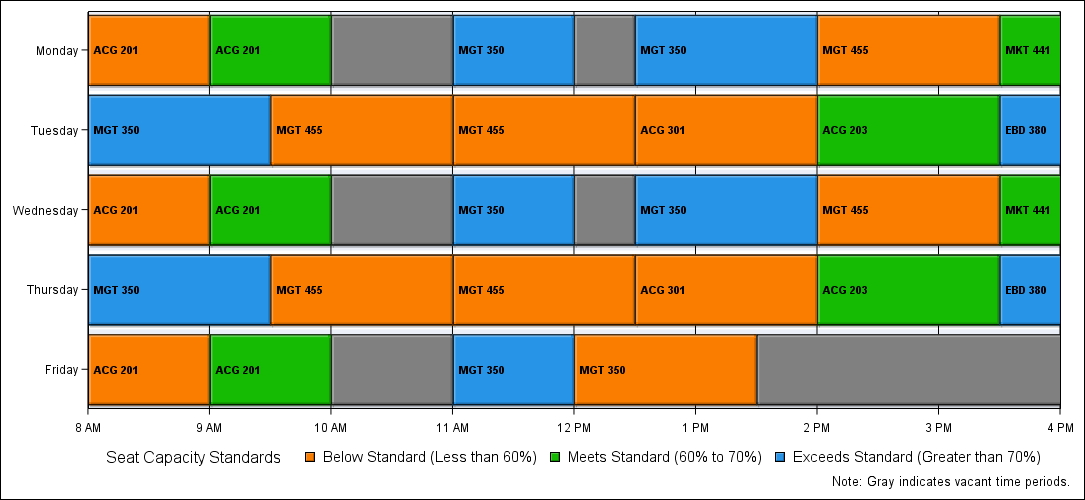 Monday ACG 201 ACG 201 MGT 350 MGT 350 MGT 455 MKT 441
Tuesday MGT 350 MGT 455 MGT 455 ACG 301 ACG 203 EBD 380
Wednesday ACG 201 ACG 201 MGT 350 MGT 350 MGT 455 MKT 441
Thursday MGT 350 MGT 455 MGT 455 ACG 301 ACG 203 EBD 380
Friday ACG 201 ACG 201 MGT 350 MGT 350
8 AM 9 AM 10 AM 11 AM 12 PM 1 PM 2 PM 3 PM 4 PM
Seat Capacity Standards Below Standard (Less than 60%) Meets Standard (60% to 70%) Exceeds Standard (Greater than 70%)
Note: Gray indicates vacant time periods.